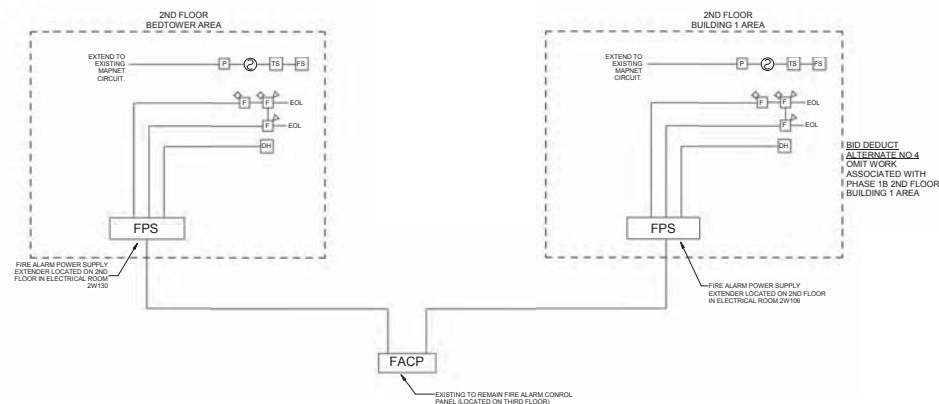 2ND FLOOR
BEDTOWER AREA
EXTEND TO
EXISTING
MAPNET
CIRCUIT.
P
TS
FS
F
F
EOL
F
EOL
DH
FPS
FIRE ALARM POWER SUPPLY
EXTENDER LOCATED ON 2ND
FLOOR IN ELECTRICAL ROOM
2W130
2ND FLOOR
BUILDING 1 AREA
EXTEND TO
EXISTING
MAPNET
CIRCUIT.
P
TS
FS
F
F
EOL
F
EOL
DH
BID DEDUCT
ALTERNATE NO 4
OMIT WORK
ASSOCIATED WITH
PHASE 1B 2ND FLOOR
BUILDING 1 AREA
FPS
FIRE ALARM POWER SUPPLY
EXTENDER LOCATED ON 2ND FLOOR
IN ELECTRICAL ROOM 2W106
FACP
EXISTING TO REMAIN FIRE ALARM CONROL
PANEL (LOCATED ON THIRD FLOOR)